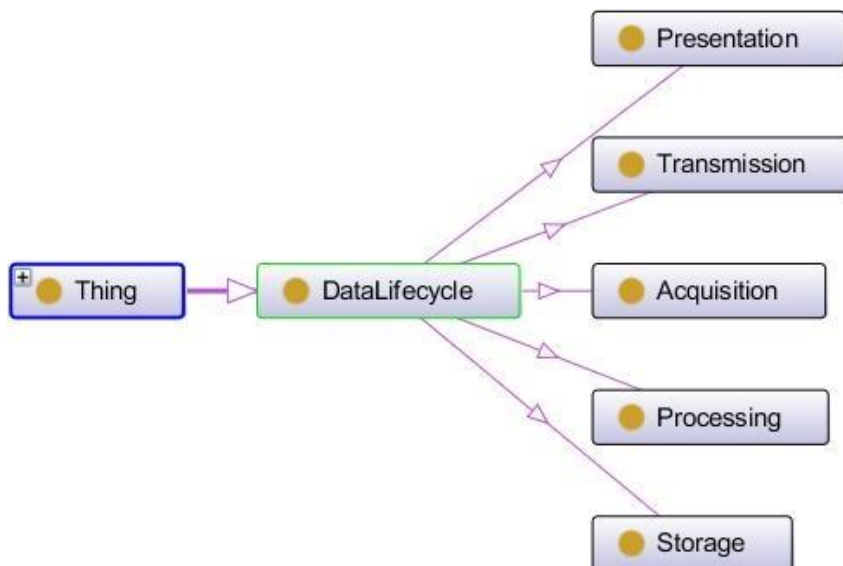 Presentation
Transmission
Thing
DataLifecycle
Acquisition
Processing
Storage